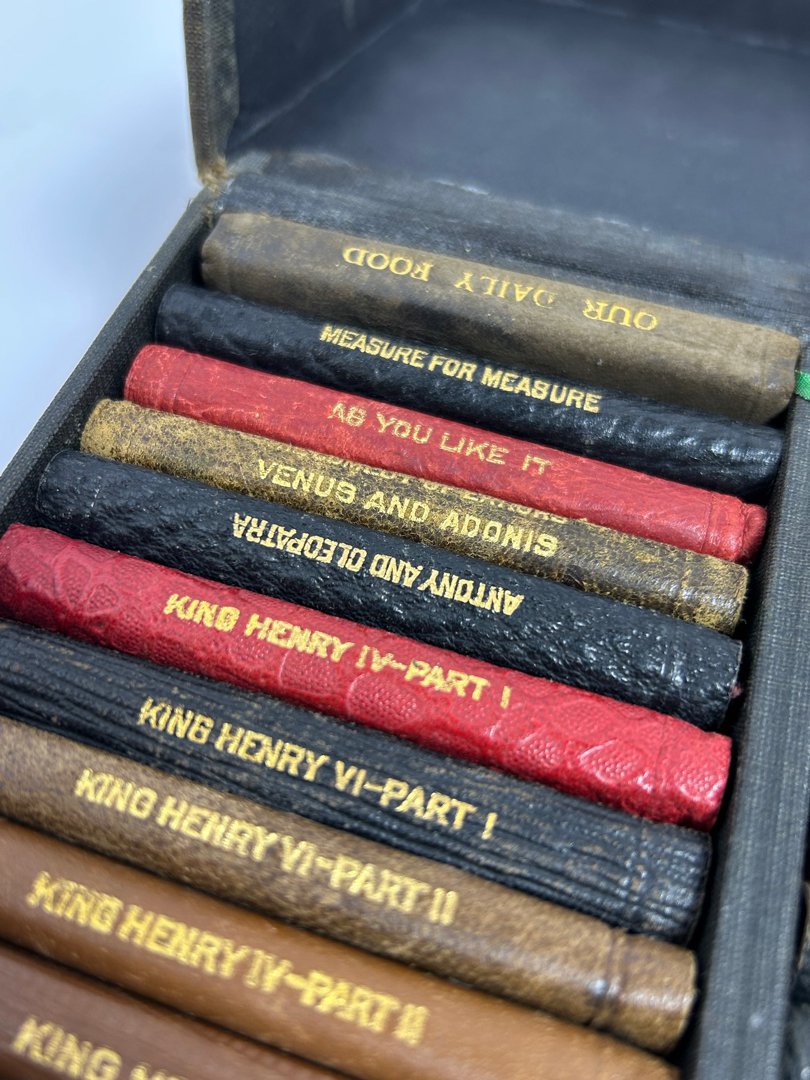 OUR DAILY FOOD
MEASURE FOR MEASURE
AS YOU LIKE IT
VENUS AND ADONIS
ANTONY AND CLEOPATRA
KING HENRY IV-PART I
KING HENRY VI-PART I
KING HENRY VI-PART II
KING HENRY IV-PART II
KING